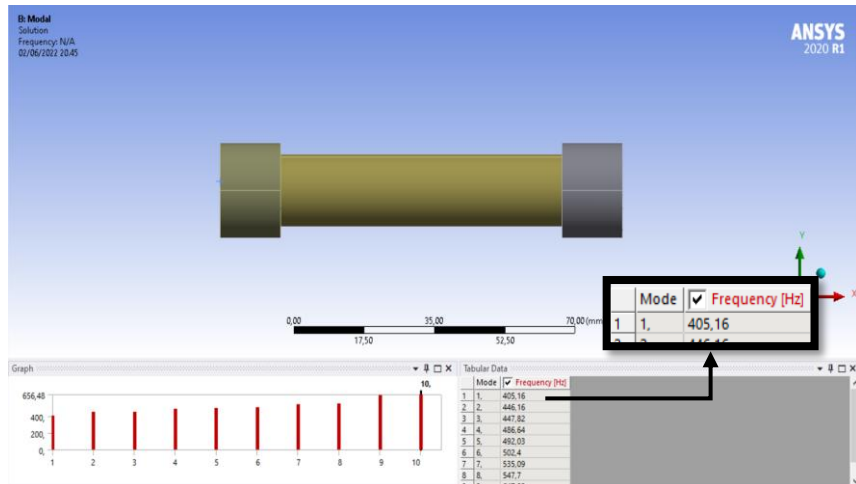 B: Modal
Solution
Frequency: N/A
02/06/2022 20:45
ANSYS
2020 R1
Y
X
0,00 35,00 70,00 (mm
17,50 52,50
Mode Frequency [Hz]
1 1, 405,16
Graph
10,
656,48
400,
200,
0,
1 2 3 4 5 6 7 8 9 10
Tabular Data
Mode Frequency [Hz]
1 1, 405,16
2 2, 446,16
3 3, 447,82
4 4, 486,64
5 5, 492,03
6 6, 502,4
7 7, 535,09
8 8, 547,7